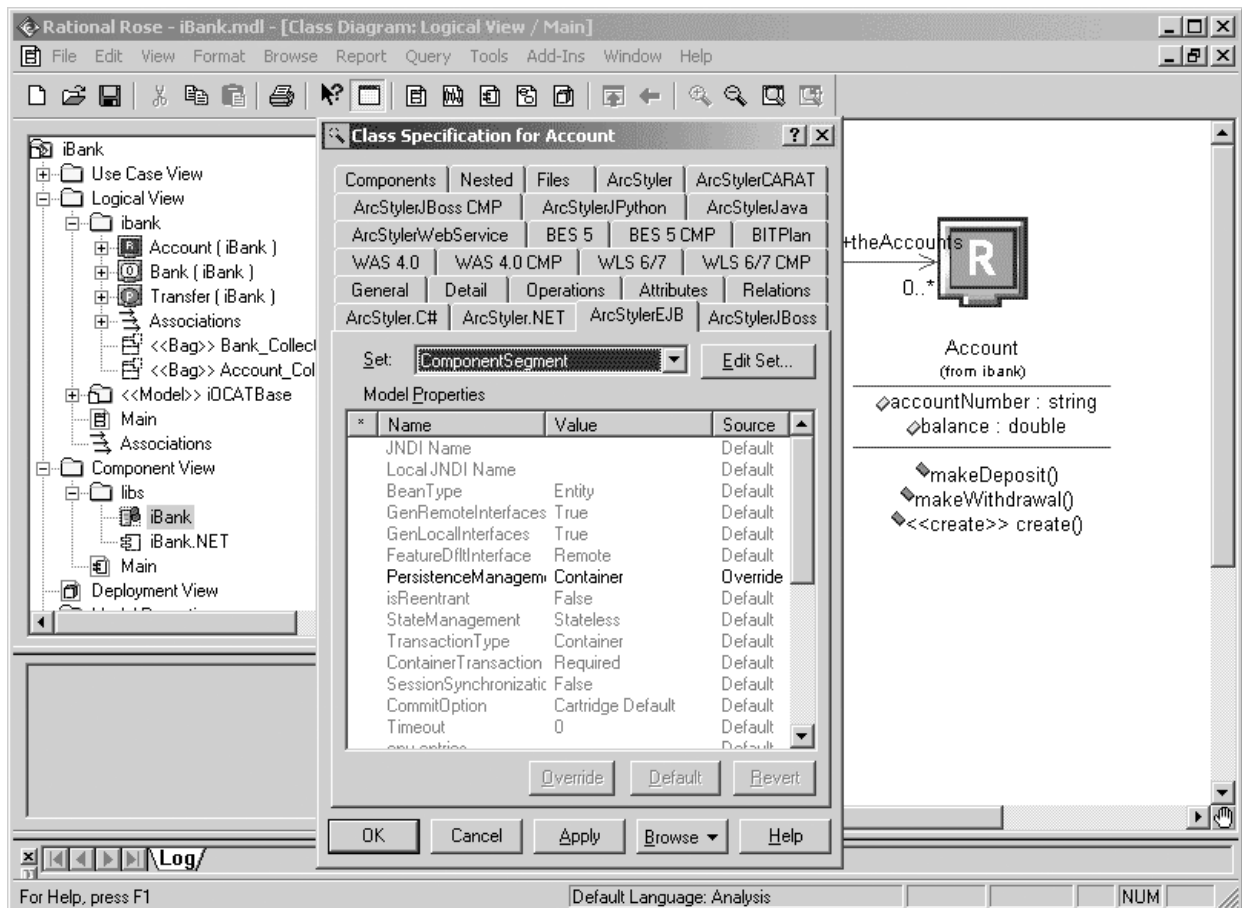 Rational Rose - iBank.mdl - [Class Diagram: Logical View / Main]
File Edit View Format Browse Report Query Tools Add-Ins Window Help
iBank
Use Case View
Logical View
ibank
Account ( iBank )
Bank ( iBank )
Transfer ( iBank )
Associations
<<Bag>> Bank_Collect
<<Bag>> Account_Col
<<Model>> iOCATBase
Main
Associations
Component View
libs
iBank
iBank.NET
Main
Deployment View
Class Specification for Account
Components Nested Files ArcStyler ArcStylerCARAT
ArcStylerJBoss CMP ArcStylerJPython ArcStylerJava
ArcStylerWebService BES 5 BES 5 CMP BITPlan
WAS 4.0 WAS 4.0 CMP WLS 6/7 WLS 6/7 CMP
General Detail Operations Attributes Relations
ArcStyler.C# ArcStyler.NET ArcStylerEJB ArcStylerJBoss
Set: ComponentSegment Edit Set...
Model Properties
* Name Value Source
JNDI Name Default
Local JNDI Name Default
BeanType Entity Default
GenRemoteInterfaces True Default
GenLocalInterfaces True Default
FeatureDfltInterface Remote Default
PersistenceManagem Container Override
isReentrant False Default
StateManagement Stateless Default
TransactionType Container Default
ContainerTransaction Required Default
SessionSynchronizatic False Default
CommitOption Cartridge Default Default
Timeout 0 Default
env entries Default
Override Default Revert
OK Cancel Apply Browse Help
+theAccounts
0..*
R
Account
(from ibank)
accountNumber : string
balance : double
makeDeposit()
makeWithdrawal()
<<create>> create()
Log
For Help, press F1 Default Language: Analysis NUM